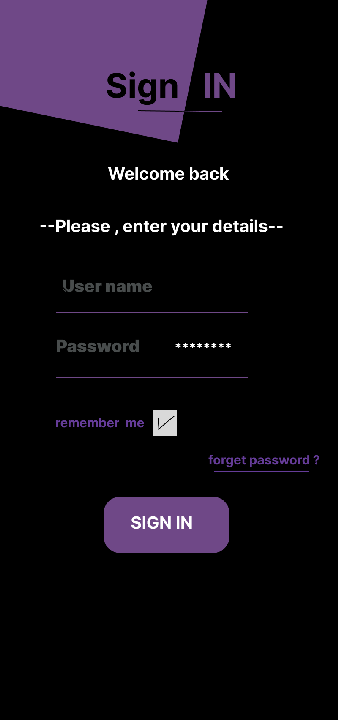 Sign IN
Welcome back
--Please , enter your details--
User name
Password ********
remember me
forget password ?
SIGN IN